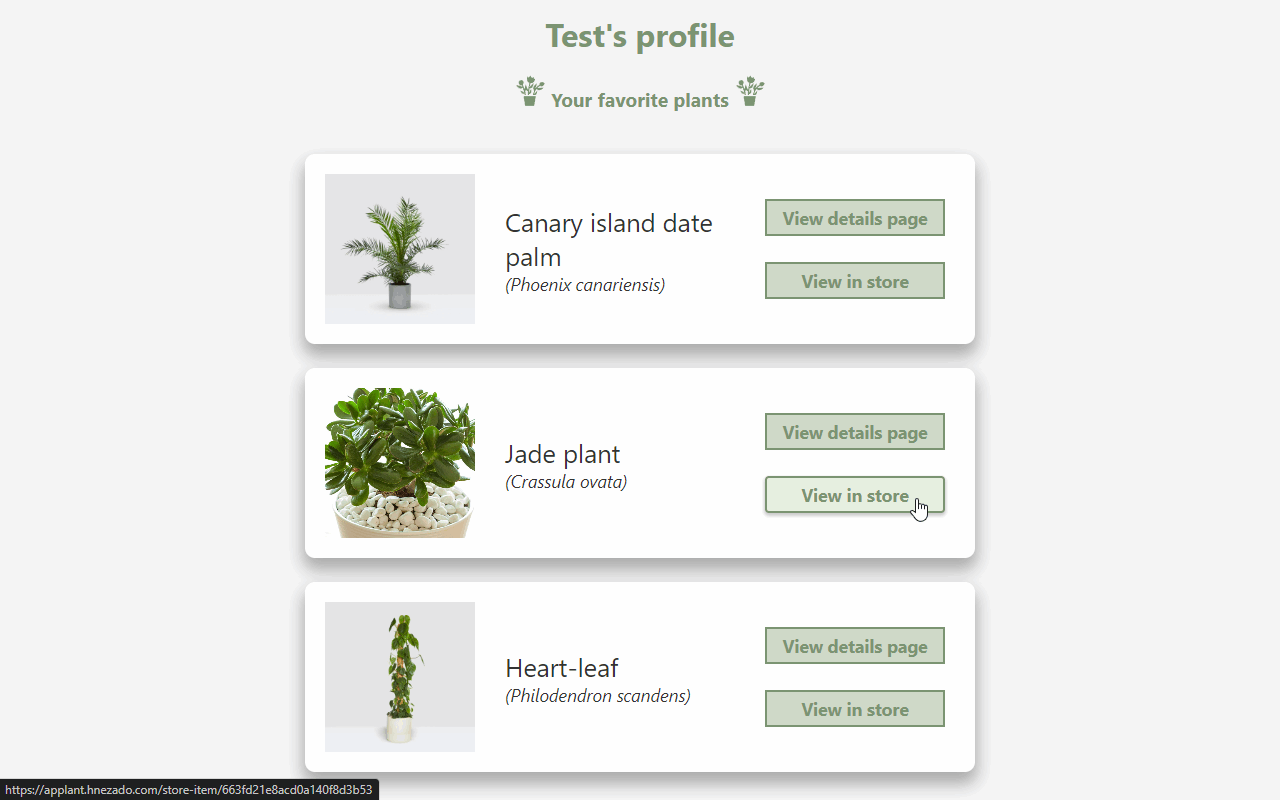 Test's profile
Your favorite plants
Canary island date
palm
(Phoenix canariensis)
View details page
View in store
Jade plant
(Crassula ovata)
View details page
View in store
Heart-leaf
(Philodendron scandens)
View details page
View in store
https://applant.hnezado.com/store-item/663fd21e8acd0a140f8d3b53